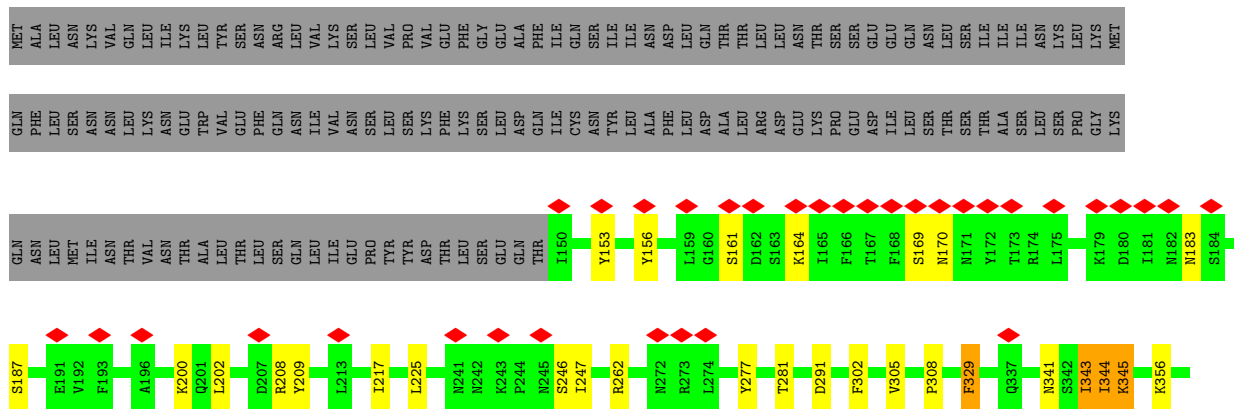 MET ALA LEU ASN LYS VAL GLN LEU ILE LYS LEU TYR SER ASN ARG LEU VAL LYS SER LEU VAL PRO VAL GLU PHE GLY GLU ALA PHE ILE GLN SER ILE ILE ASN ASP LEU GLN THR THR LEU LEU ASN THR SER SER GLU GLU GLN ASN LEU SER ILE ILE ILE ASN LYS LEU LYS MET
GLN PHE LEU SER ASN ASN LEU LYS ASN GLU TRP VAL GLU PHE GLN ASN ILE VAL ASN SER LEU SER LYS PHE LYS SER LEU ASP GLN ILE CYS ASN TYR LEU ALA PHE LEU ASP ALA LEU ARG ASP GLU LYS PRO GLU ASP ILE LEU SER THR SER THR ALA SER LEU SER PRO GLY LYS
GLN ASN LEU MET ILE ASN THR VAL ASN THR ALA LEU THR LEU SER GLN LEU ILE GLU PRO TYR TYR ASP THR LEU SER GLU GLN THR I150 Y153 Y156 L159 G160 S161 D162 S163 K164 I165 F166 T167 F168 S169 N170 N171 Y172 T173 R174 L175 K179 D180 I181 N182 N183 S184
S187 E191 V192 F193 A196 K200 Q201 L202 D207 R208 Y209 L213 I217 L225 N241 N242 K243 P244 N245 S246 I247 R262 N272 R273 L274 Y277 T281 D291 F302 V305 P308 F329 Q337 N341 S342 I343 I344 K345 K356